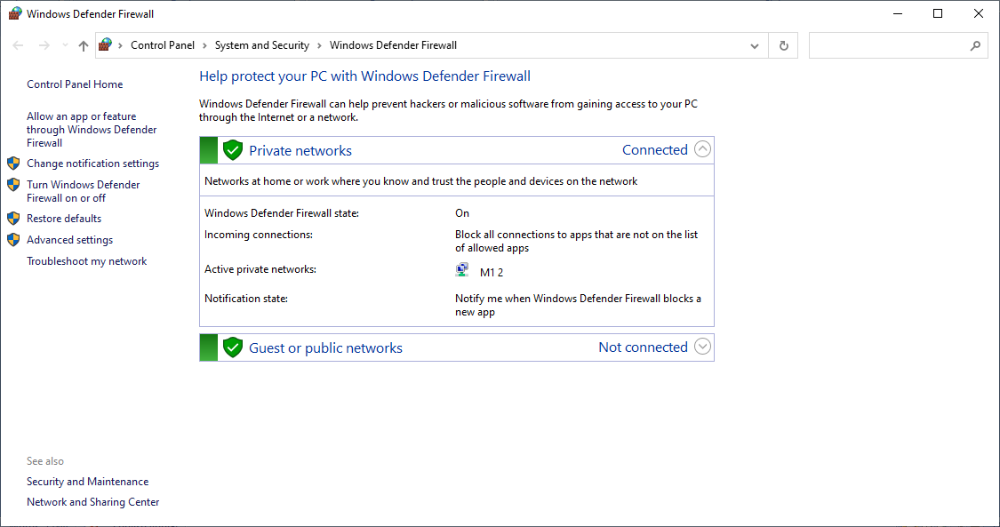 Windows Defender Firewall
Control Panel > System and Security > Windows Defender Firewall
Control Panel Home
Allow an app or feature
through Windows Defender
Firewall
Change notification settings
Turn Windows Defender
Firewall on or off
Restore defaults
Advanced settings
Troubleshoot my network
See also
Security and Maintenance
Network and Sharing Center
Help protect your PC with Windows Defender Firewall
Windows Defender Firewall can help prevent hackers or malicious software from gaining access to your PC
through the Internet or a network.
Private networks Connected
Networks at home or work where you know and trust the people and devices on the network
Windows Defender Firewall state: On
Incoming connections: Block all connections to apps that are not on the list
of allowed apps
Active private networks: M1 2
Notification state: Notify me when Windows Defender Firewall blocks a
new app
Guest or public networks Not connected